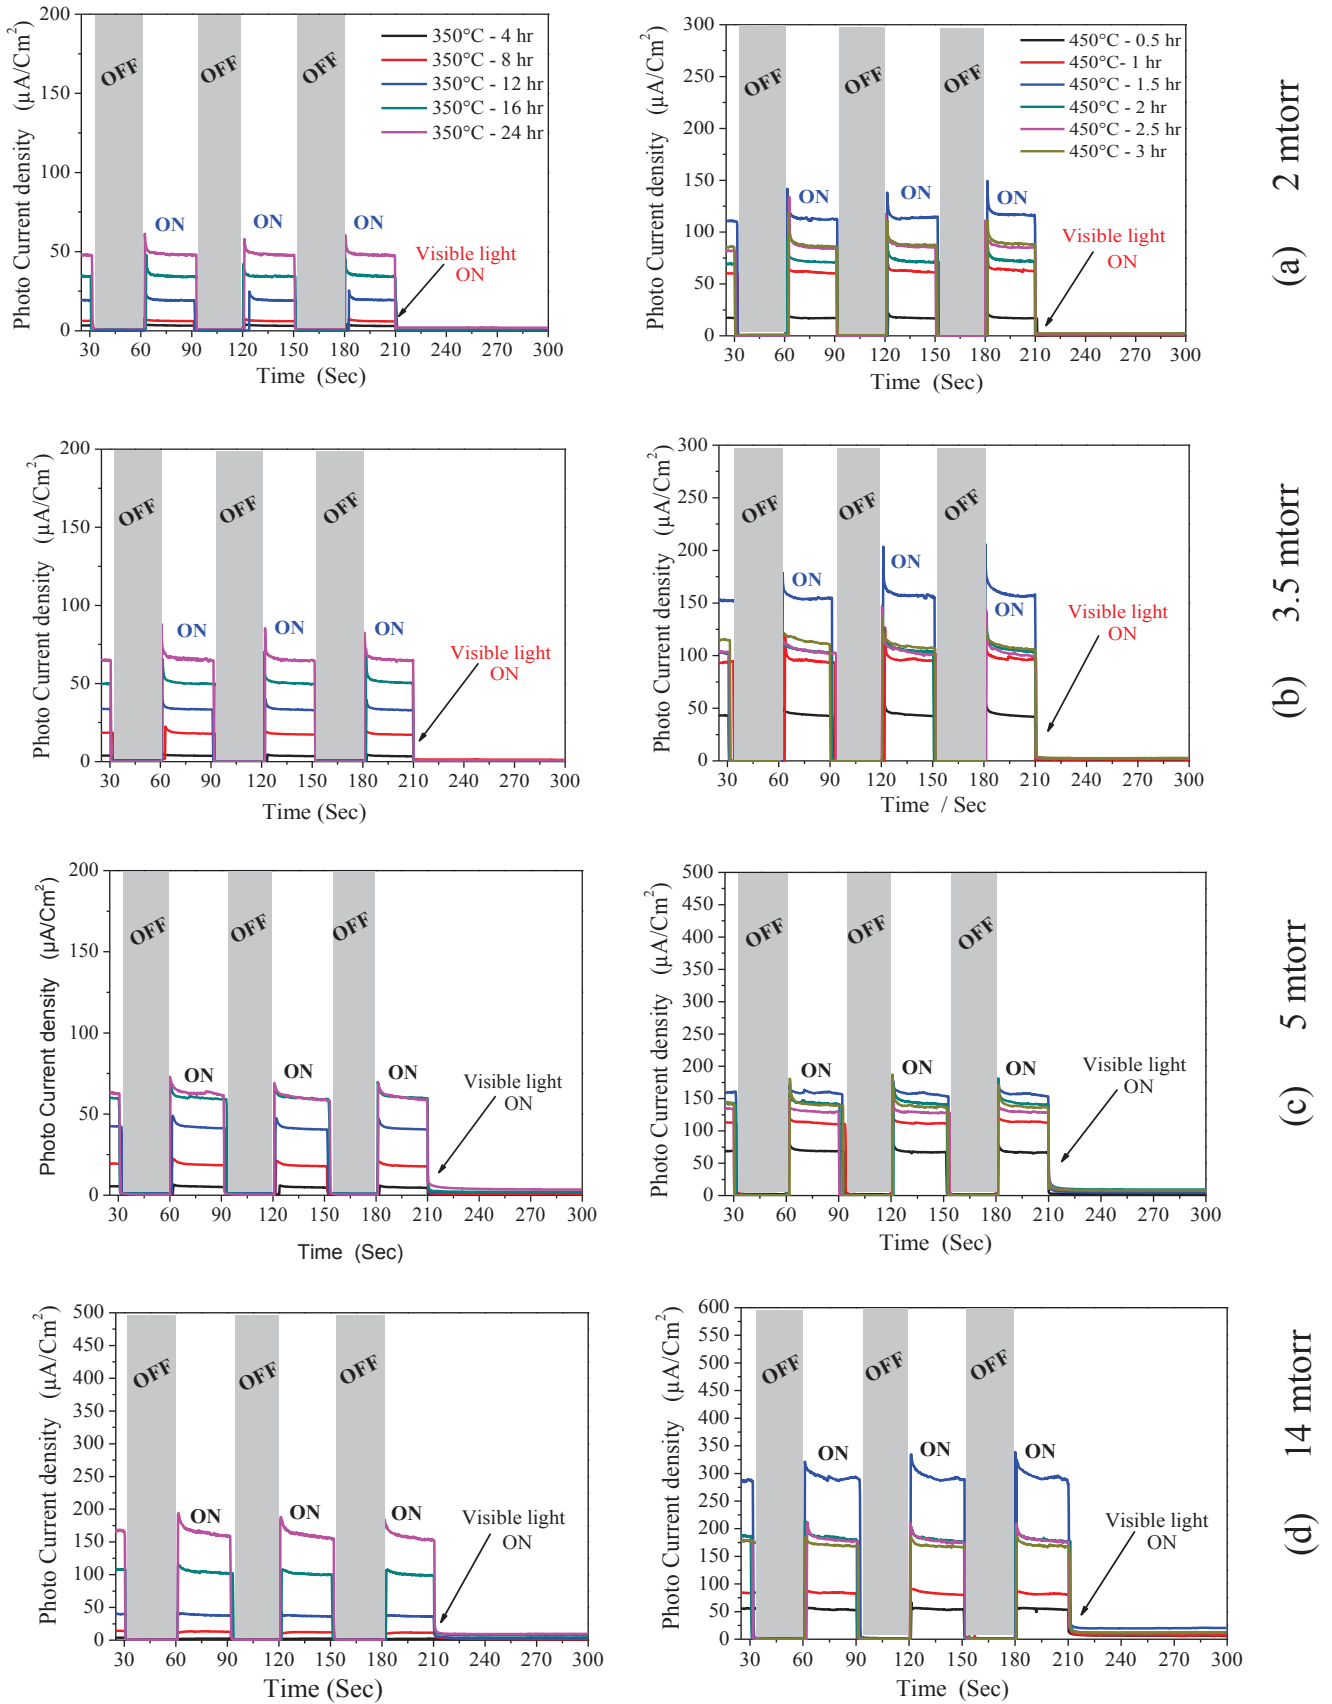 Photo Current density (µA/Cm²)
200
150
100
50
0
OFF
OFF
OFF
350°C - 4 hr
350°C - 8 hr
350°C - 12 hr
350°C - 16 hr
350°C - 24 hr
ON
ON
ON
Visible light
ON
30 60 90 120 150 180 210 240 270 300
Time (Sec)
Photo Current density (µA/Cm²)
300
250
200
150
100
50
0
OFF
OFF
OFF
450°C - 0.5 hr
450°C- 1 hr
450°C - 1.5 hr
450°C - 2 hr
450°C - 2.5 hr
450°C - 3 hr
ON
ON
ON
Visible light
ON
30 60 90 120 150 180 210 240 270 300
Time (Sec)
(a) 2 mtorr
Photo Current density (µA/Cm²)
200
150
100
50
0
OFF
OFF
OFF
ON
ON
ON
Visible light
ON
30 60 90 120 150 180 210 240 270 300
Time (Sec)
Photo Current density (µA/Cm²)
300
250
200
150
100
50
0
OFF
OFF
OFF
ON
ON
ON
Visible light
ON
30 60 90 120 150 180 210 240 270 300
Time / Sec
(b) 3.5 mtorr
Photo Current density (µA/Cm²)
200
150
100
50
0
OFF
OFF
OFF
ON
ON
ON
Visible light
ON
30 60 90 120 150 180 210 240 270 300
Time (Sec)
Photo Current density (µA/Cm²)
500
450
400
350
300
250
200
150
100
50
0
OFF
OFF
OFF
ON
ON
ON
Visible light
ON
30 60 90 120 150 180 210 240 270 300
Time (Sec)
(c) 5 mtorr
Photo Current density (µA/Cm²)
500
450
400
350
300
250
200
150
100
50
0
OFF
OFF
OFF
ON
ON
ON
Visible light
ON
30 60 90 120 150 180 210 240 270 300
Time (Sec)
Photo Current density (µA/Cm²)
600
550
500
450
400
350
300
250
200
150
100
50
0
OFF
OFF
OFF
ON
ON
ON
Visible light
ON
30 60 90 120 150 180 210 240 270 300
Time (Sec)
(d) 14 mtorr